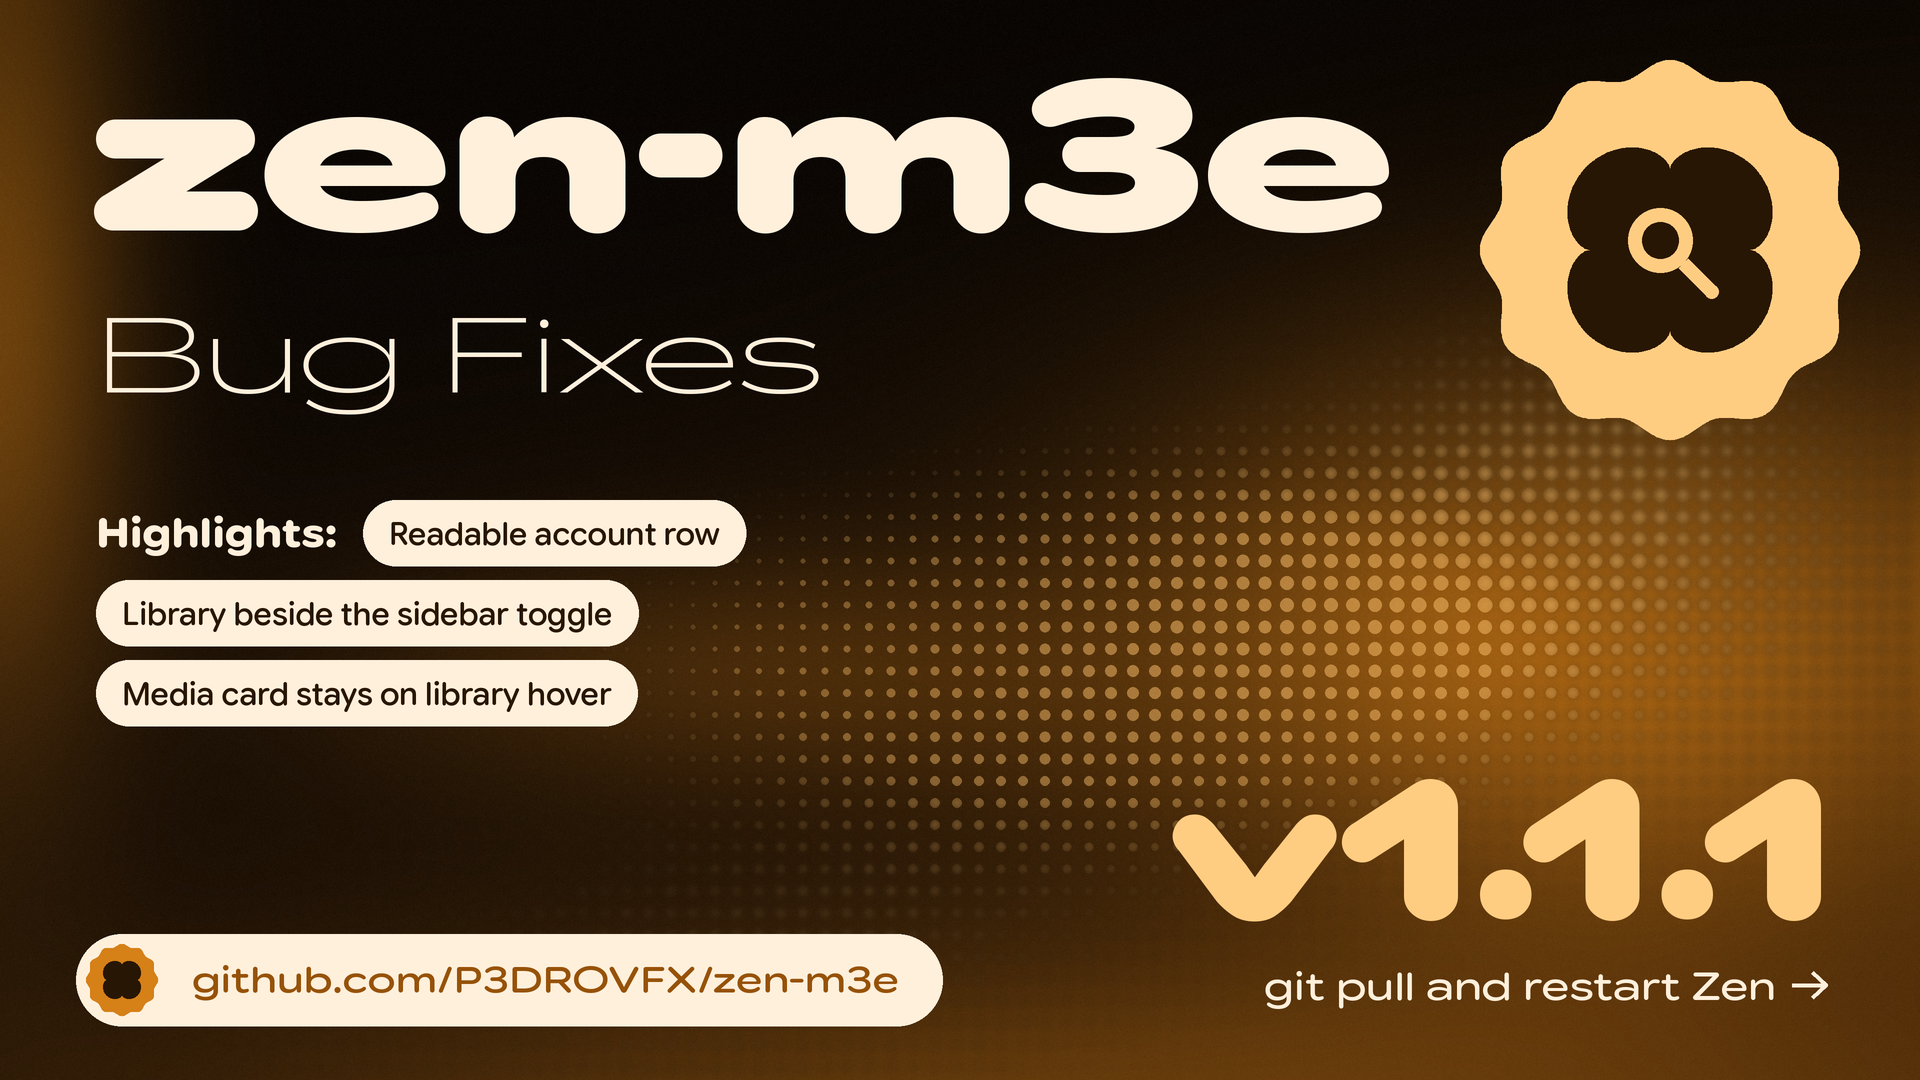 zen-m3e
Bug Fixes
Highlights: Readable account row
Library beside the sidebar toggle
Media card stays on library hover
v1.1.1
github.com/P3DROVFX/zen-m3e
git pull and restart Zen →